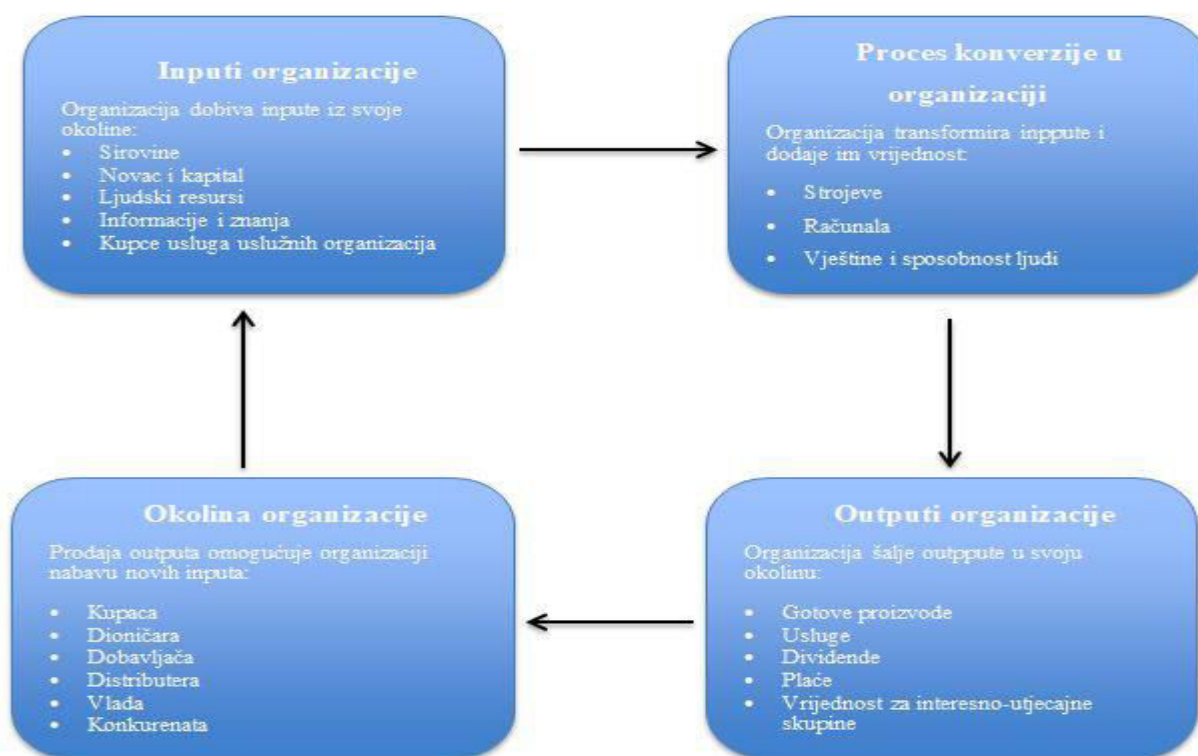 Inputi organizacije
Organizacija dobiva inpute iz svoje
okoline:
• Sirovine
• Novac i kapital
• Ljudski resursi
• Informacije i znanja
• Kupce usluga uslužnih organizacija
Proces konverzije u
organizaciji
Organizacija transformira inppute i
dodaje im vrijednost:
• Strojeve
• Računala
• Vještine i sposobnost ljudi
Okolina organizacije
Prodaja outputa omogućuje organizaciji
nabavu novih inputa:
• Kupaca
• Dioničara
• Dobavljača
• Distributera
• Vlada
• Konkurenata
Outputi organizacije
Organizacija šalje outppute u svoju
okolinu:
• Gotove proizvode
• Usluge
• Dividende
• Plaće
• Vrijednost za interesno-utjecajne
skupine